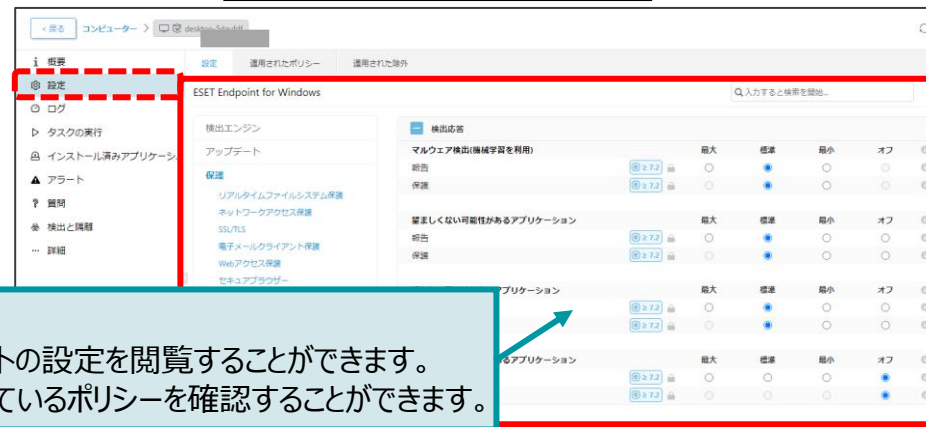 <戻る コンピューター > desktop-5daufdf
概要
設定
ログ
タスクの実行
インストール済みアプリケーシ...
アラート
質問
検出と隔離
... 詳細
設定 適用されたポリシー 適用された除外
ESET Endpoint for Windows
入力すると検索を開始...
検出エンジン
アップデート
保護
リアルタイムファイルシステム保護
ネットワークアクセス保護
SSL/TLS
電子メールクライアント保護
Webアクセス保護
セキュアブラウザー
検出応答
マルウェア検出(機械学習を利用) 最大 標準 最小 オフ
報告 ≥ 7.2
保護 ≥ 7.2
望ましくない可能性があるアプリケーション 最大 標準 最小 オフ
報告 ≥ 7.2
保護 ≥ 7.2
アプリケーション 最大 標準 最小 オフ
≥ 7.2
≥ 7.2
あるアプリケーション 最大 標準 最小 オフ
≥ 7.2
≥ 7.2
トの設定を閲覧することができます。
ているポリシーを確認することができます。